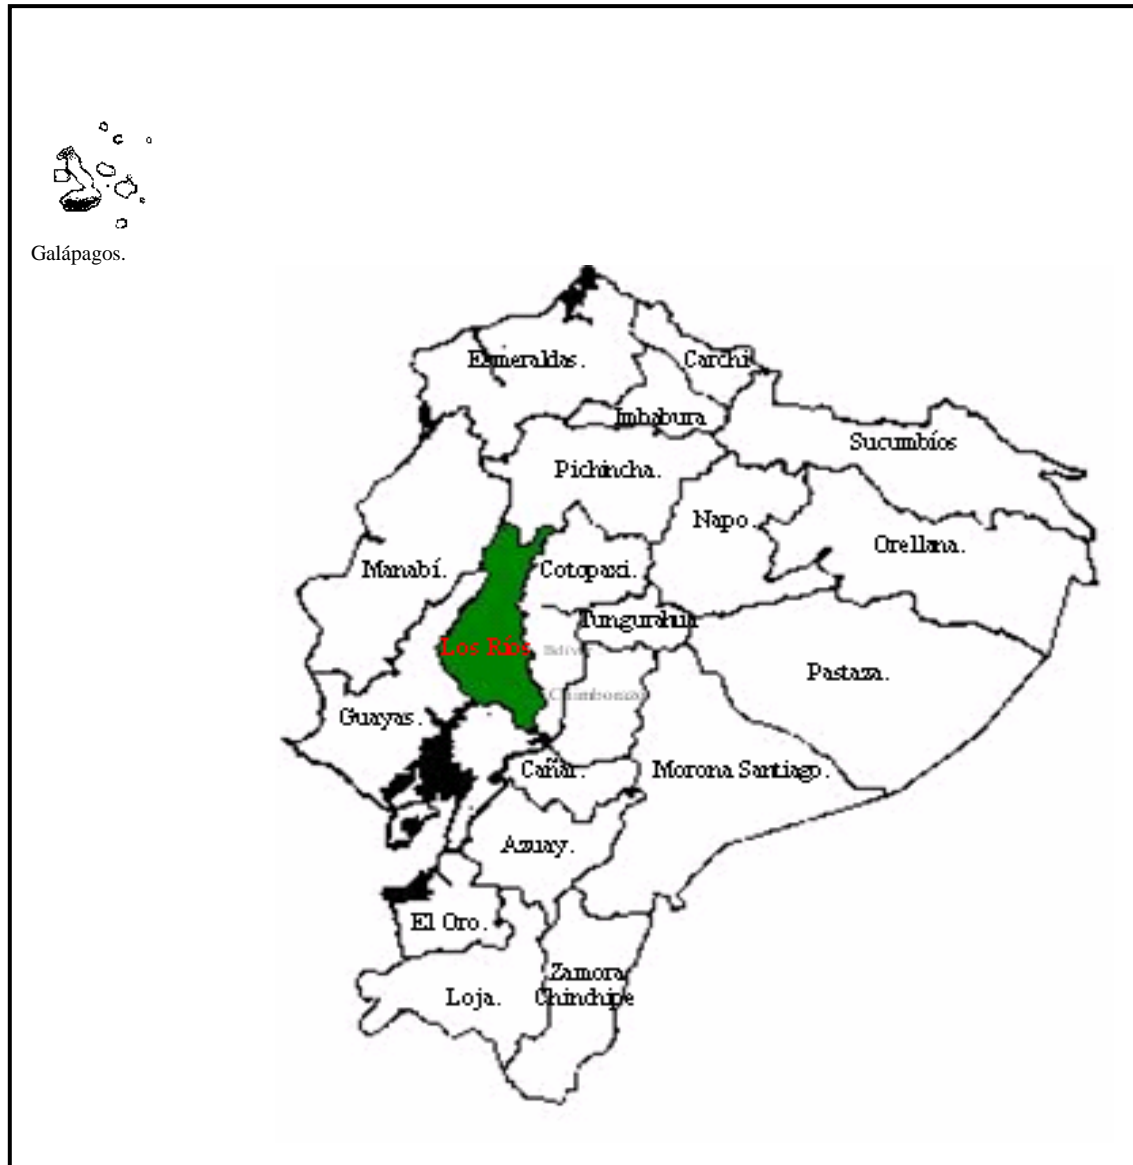 Galápagos.
Esmeraldas.
Carchi
Imbabura
Sucumbíos
Pichincha.
Napo.
Orellana.
Manabí.
Cotopaxi.
Tungurahua
Los Ríos
Bolívar
Pastaza.
Chimborazo
Guayas.
Cañar.
Morona Santiago.
Azuay.
El Oro.
Zamora
Chinchipe
Loja.